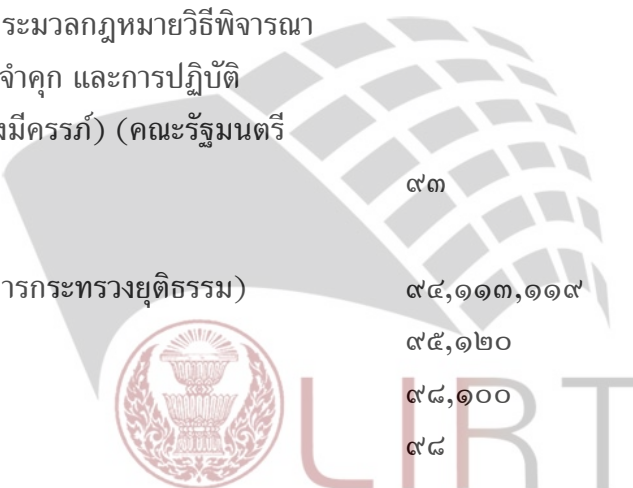 ระมวลกฎหมายวิธีพิจารณา
จำคุก และการปฏิบัติ
มีครรภ์) (คณะรัฐมนตรี
๙๓
ารกระทรวงยุติธรรม) ๙๔,๑๑๓,๑๑๙
๙๕,๑๒๐
๙๘,๑๐๐
๙๘
LIRT